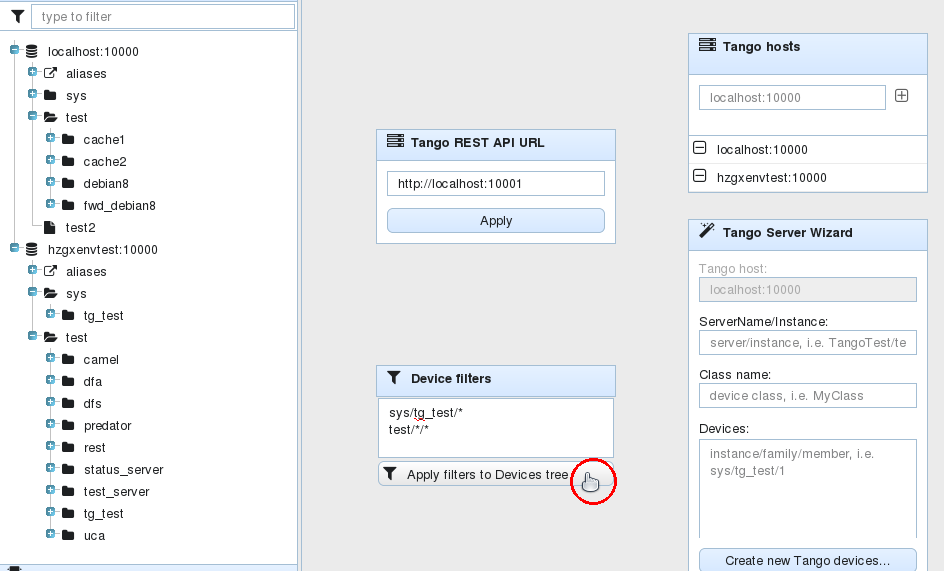 type to filter
localhost:10000
aliases
sys
test
cache1
cache2
debian8
fwd_debian8
test2
hzgxenvtest:10000
aliases
sys
tg_test
test
camel
dfa
dfs
predator
rest
status_server
test_server
tg_test
uca
Tango REST API URL
http://localhost:10001
Apply
Device filters
sys/tg_test/*
test/*/*
Apply filters to Devices tree
Tango hosts
localhost:10000
localhost:10000
hzgxenvtest:10000
Tango Server Wizard
Tango host:
localhost:10000
ServerName/Instance:
server/instance, i.e. TangoTest/te
Class name:
device class, i.e. MyClass
Devices:
instance/family/member, i.e.
sys/tg_test/1
Create new Tango devices...